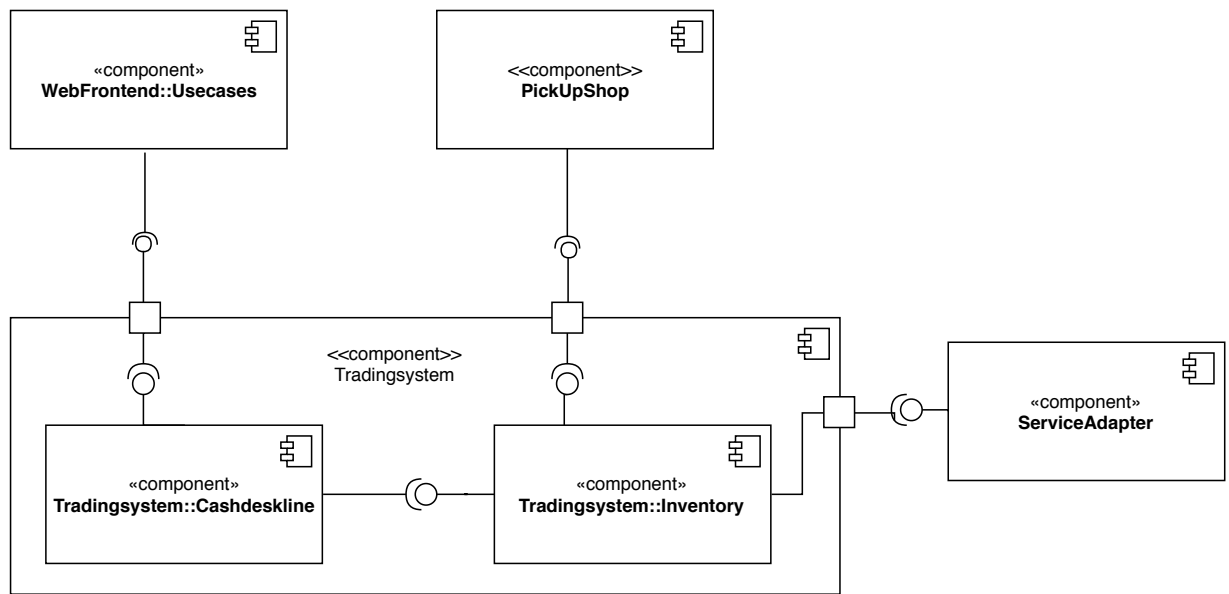 «component»
WebFrontend::Usecases
<<component>>
PickUpShop
<<component>>
Tradingsystem
«component»
ServiceAdapter
«component»
Tradingsystem::Cashdeskline
«component»
Tradingsystem::Inventory